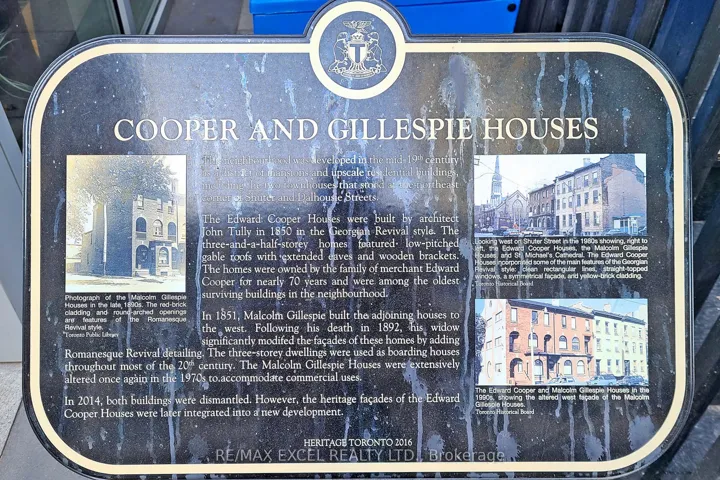 COOPER AND GILLESPIE HOUSES
The neighbourhood was developed in the mid-19th century
mansions and upscale residential buildings,
townhouses that stood at the northeast
corner of Shuter and Dalhousie Streets.
The Edward Cooper Houses were built by architect
John Tully in 1850 in the Georgian Revival style. The
three-and-a-half-storey homes featured low-pitched
gable roofs with extended eaves and wooden brackets.
The homes were owned by the family of merchant Edward
Cooper for nearly 70 years and were among the oldest
surviving buildings in the neighbourhood.
In 1851, Malcolm Gillespie built the adjoining houses to
the west. Following his death in 1892, his widow
significantly modifed the façades of these homes by adding
Romanesque Revival detailing. The three-storey dwellings were used as boarding houses
throughout most of the 20th century. The Malcolm Gillespie Houses were extensively
altered once again in the 1970s to accommodate commercial uses.
In 2014, both buildings were dismantled. However, the heritage façades of the Edward
Cooper Houses were later integrated into a new development.
Photograph of the Malcolm Gillespie
Houses in the late 1890s. The red-brick
cladding and round-arched openings
are features of the Romanesque
Revival style.
Toronto Public Library
Looking west on Shuter Street in the 1980s showing, right to
left, the Edward Cooper Houses, the Malcolm Gillespie
Houses and St. Michael's Cathedral. The Edward Cooper
Houses incorporated some of the main features of the Georgian
Revival style: clean rectangular lines, straight-topped
windows, a symmetrical façade, and yellow-brick cladding.
Toronto Historical Board
The Edward Cooper and Malcolm Gillespie Houses in the
1990s, showing the altered west façade of the Malcolm
Gillespie Houses.
Toronto Historical Board
HERITAGE TORONTO 2016
RE/MAX EXCEL REALTY LTD., Brokerage